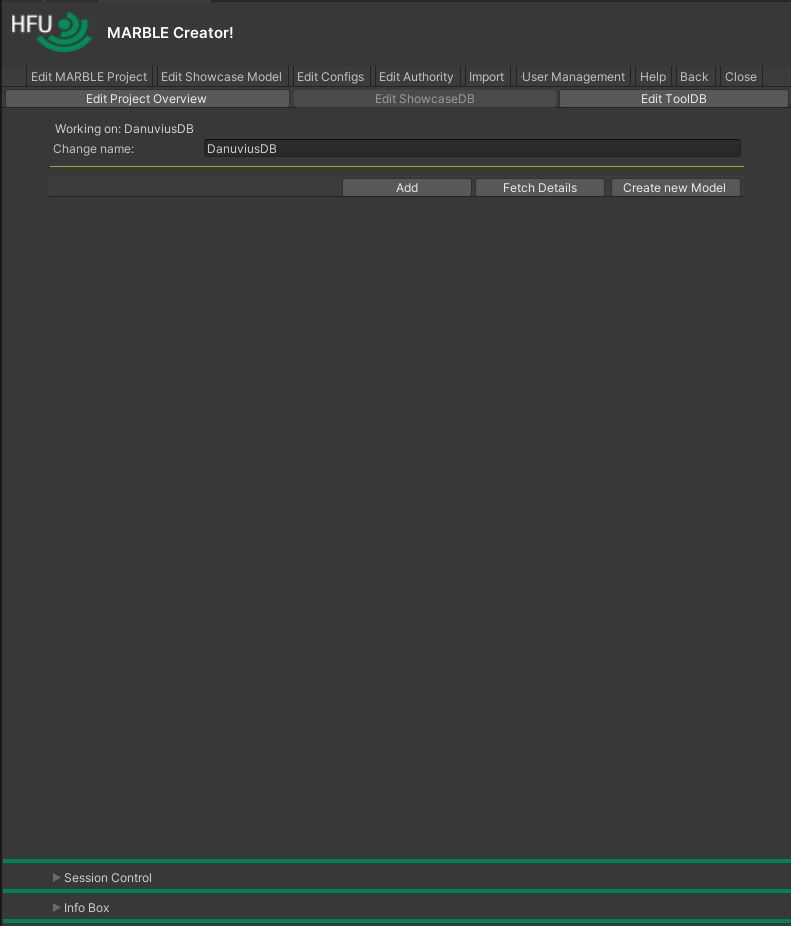 HFU
MARBLE Creator!
Edit MARBLE Project Edit Showcase Model Edit Configs Edit Authority Import User Management Help Back Close
Edit Project Overview Edit ShowcaseDB Edit ToolDB
Working on: DanuviusDB
Change name: DanuviusDB
Add Fetch Details Create new Model
Session Control
Info Box